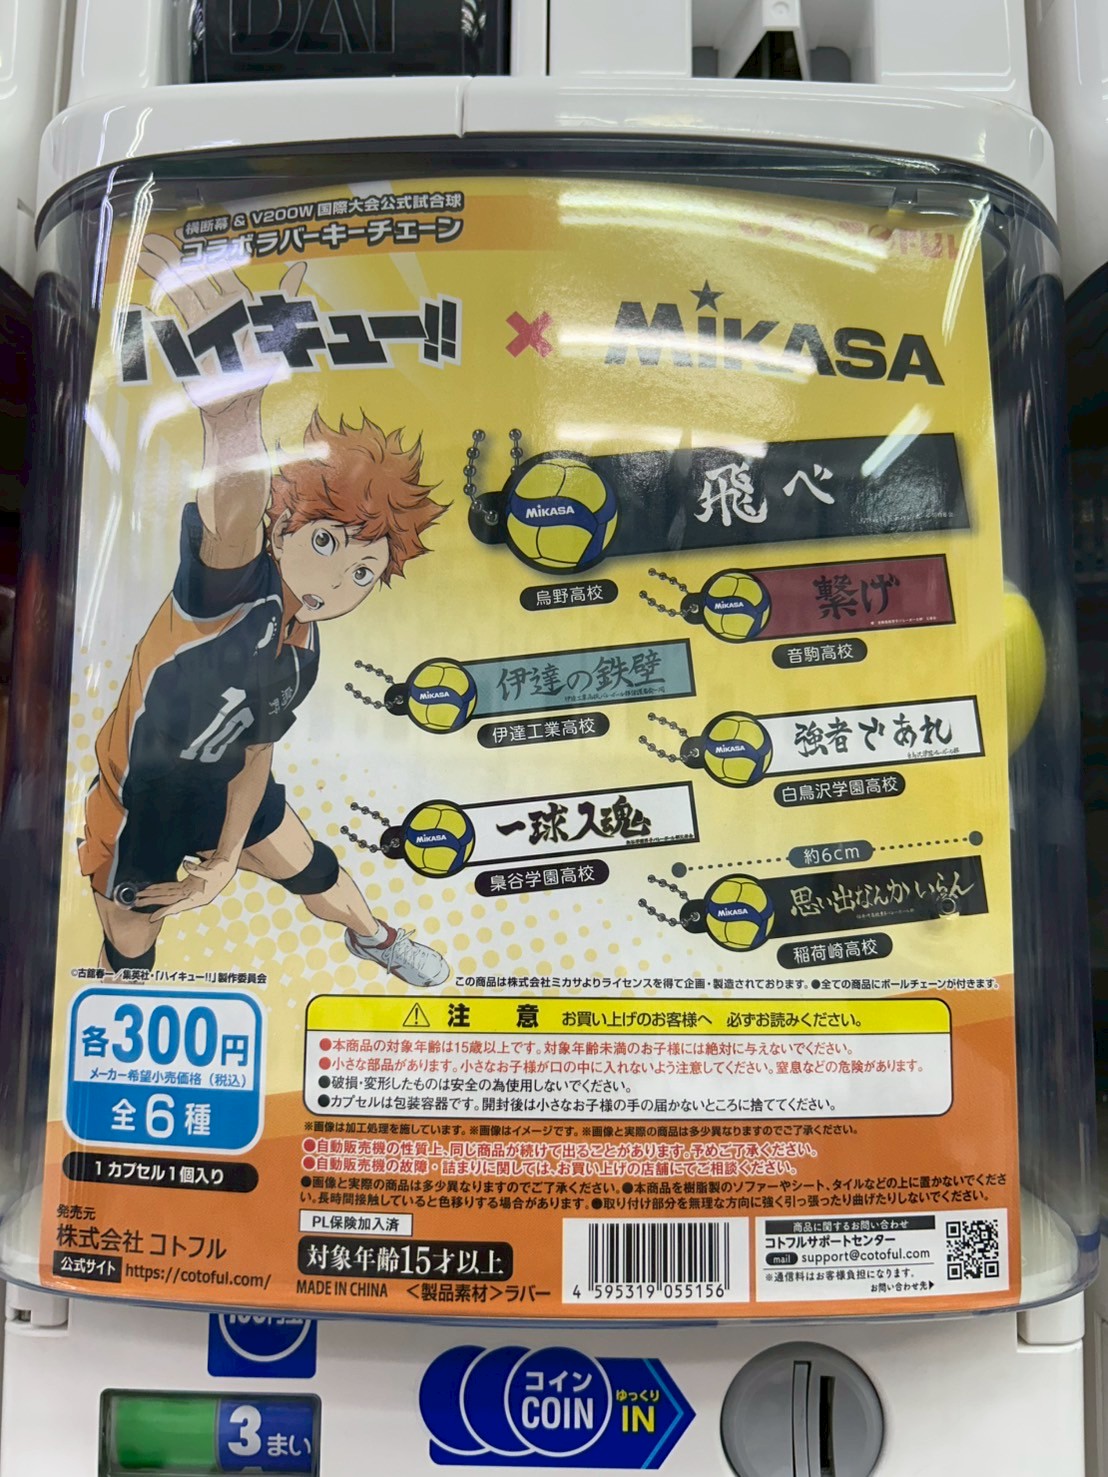 横断幕 & V200W 国際大会公式試合球
コラボラバーキーチェーン
ハイキュー!! × MiKASA
飛べ
MiKASA
烏野高校
繋げ
MiKASA
音駒高校
伊達の鉄壁
MiKASA
伊達工業高校
強者であれ
MiKASA
白鳥沢学園高校
一球入魂
MiKASA
梟谷学園高校
約6cm
思い出なんかいらん
MiKASA
稲荷崎高校
©古舘春一/集英社・「ハイキュー!!」製作委員会
この商品は株式会社ミカサよりライセンスを得て企画・製造されております。●全ての商品にボールチェーンが付きます。
各300円
メーカー希望小売価格(税込)
全6種
1カプセル1個入り
発売元
株式会社 コトフル
公式サイト https://cotoful.com/
注 意 お買い上げのお客様へ 必ずお読みください。
●本商品の対象年齢は15歳以上です。対象年齢未満のお子様には絶対に与えないでください。
●小さな部品があります。小さなお子様が口の中に入れないよう注意してください。窒息などの危険があります。
●破損・変形したものは安全の為使用しないでください。
●カプセルは包装容器です。開封後は小さなお子様の手の届かないところに捨ててください。
※画像は加工処理を施しています。※画像はイメージです。※画像と実際の商品は多少異なりますのでご了承ください。
●自動販売機の性質上、同じ商品が続けて出ることがあります。予めご了承ください。
●自動販売機の故障・詰まりに関しては、お買い上げの店舗にてご相談ください。
●画像と実際の商品は多少異なりますのでご了承ください。●本商品を樹脂製のソファーやシート、タイルなどの上に置かないでくださ
い。長時間接触していると色移りする場合があります。●取り付け部分を無理な方向に強く引っ張ったり曲げたりしないでください。
PL保険加入済
対象年齢15才以上
MADE IN CHINA <製品素材>ラバー
4 595319 055156
商品に関するお問い合わせ
コトフルサポートセンター
mail support@cotoful.com
※通信料はお客様負担になります。
お問い合わせ先▶
3まい
コイン
COIN
ゆっくり
IN